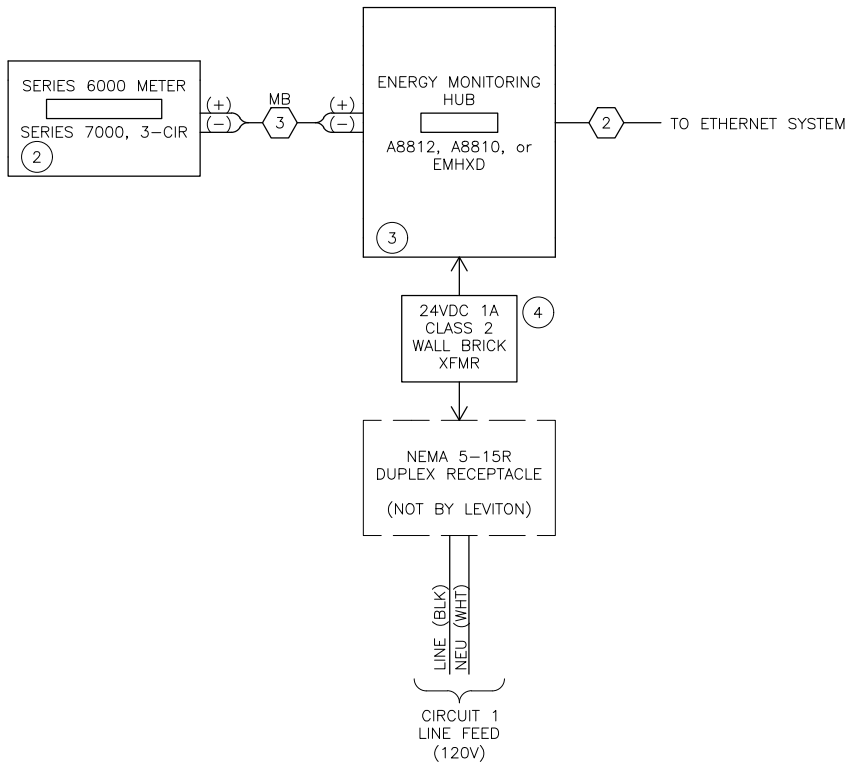 SERIES 6000 METER
SERIES 7000, 3-CIR
2
(+)
(-)
MB
3
(+)
(-)
ENERGY MONITORING
HUB
A8812, A8810, or
EMHXD
3
2
TO ETHERNET SYSTEM
24VDC 1A
CLASS 2
WALL BRICK
XFMR
4
NEMA 5-15R
DUPLEX RECEPTACLE
(NOT BY LEVITON)
LINE (BLK)
NEU (WHT)
CIRCUIT 1
LINE FEED
(120V)